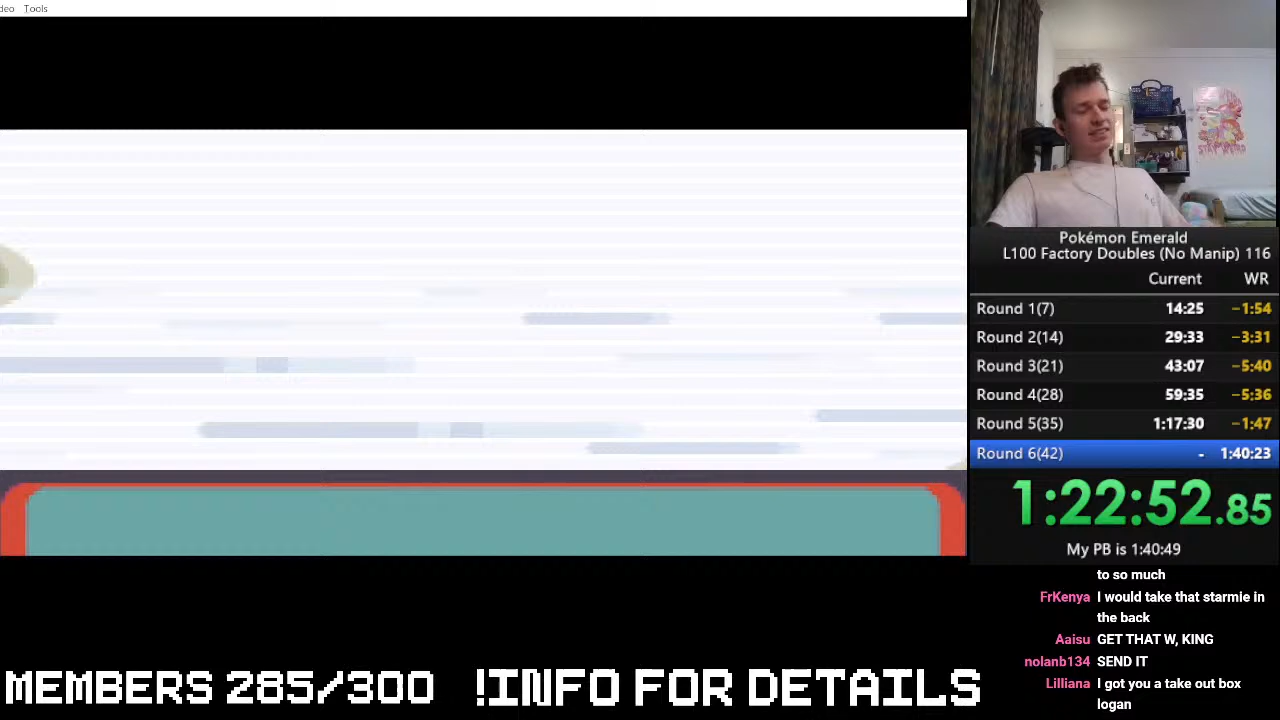 deo Tools
Pokémon Emerald
L100 Factory Doubles (No Manip) 116
Current WR
Round 1(7) 14:25 −1:54
Round 2(14) 29:33 −3:31
Round 3(21) 43:07 −5:40
Round 4(28) 59:35 −5:36
Round 5(35) 1:17:30 −1:47
Round 6(42) - 1:40:23
1:22:52.85
My PB is 1:40:49
to so much
FrKenya I would take that starmie in
the back
Aaisu GET THAT W, KING
nolanb134 SEND IT
Lilliana I got you a take out box
logan
MEMBERS 285/300 !INFO FOR DETAILS